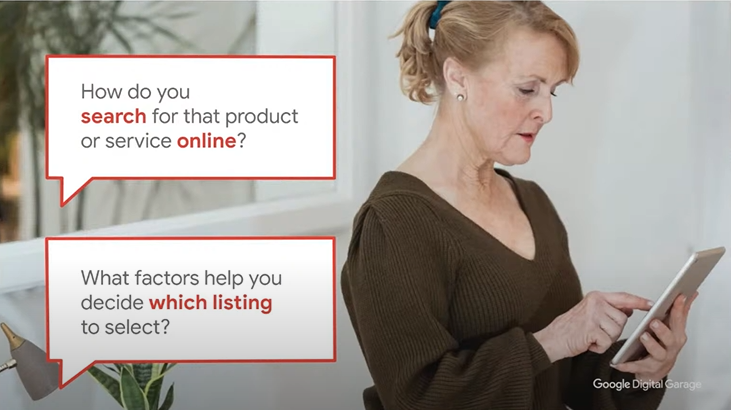 How do you
search for that product
or service online?
What factors help you
decide which listing
to select?
Google Digital Garage